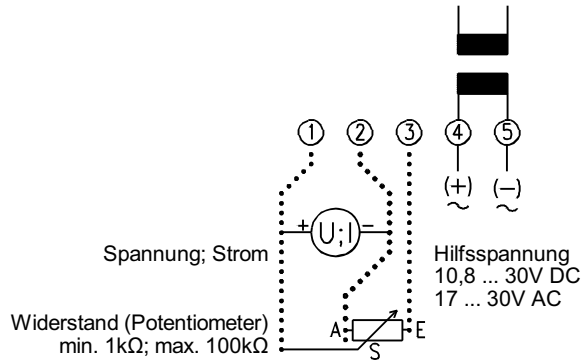 1 2 3 4 5
(+) (−)
~ ~
+ U;I −
Spannung; Strom
Hilfsspannung
10,8 ... 30V DC
17 ... 30V AC
Widerstand (Potentiometer)
min. 1kΩ; max. 100kΩ
A E
S